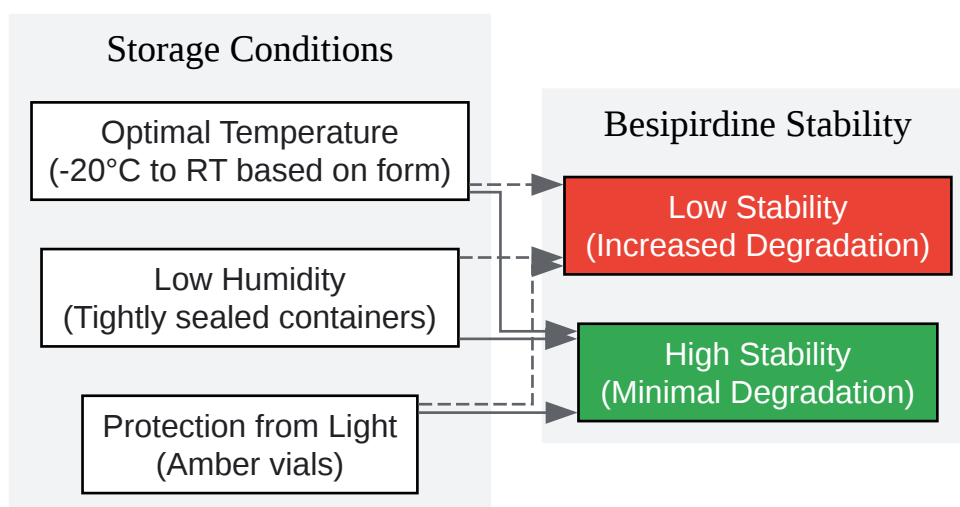 Storage Conditions
Optimal Temperature
(-20°C to RT based on form)
Low Humidity
(Tightly sealed containers)
Protection from Light
(Amber vials)
Besipirdine Stability
Low Stability
(Increased Degradation)
High Stability
(Minimal Degradation)